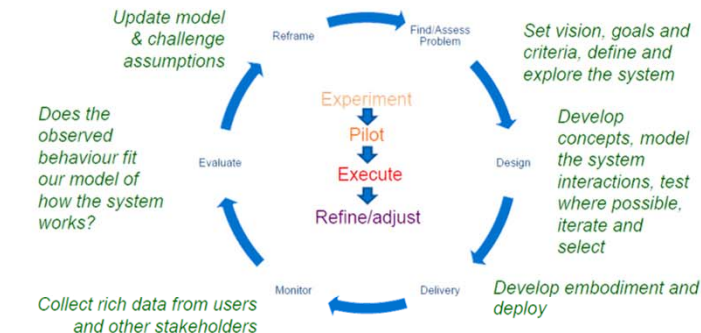 Update model
& challenge
assumptions
Reframe
Find/Assess
Problem
Set vision, goals and
criteria, define and
explore the system
Experiment
Pilot
Execute
Refine/adjust
Does the
observed
behaviour fit
our model of
how the system
works?
Evaluate
Design
Develop
concepts, model
the system
interactions, test
where possible,
iterate and
select
Monitor
Delivery
Develop embodiment and
deploy
Collect rich data from users
and other stakeholders